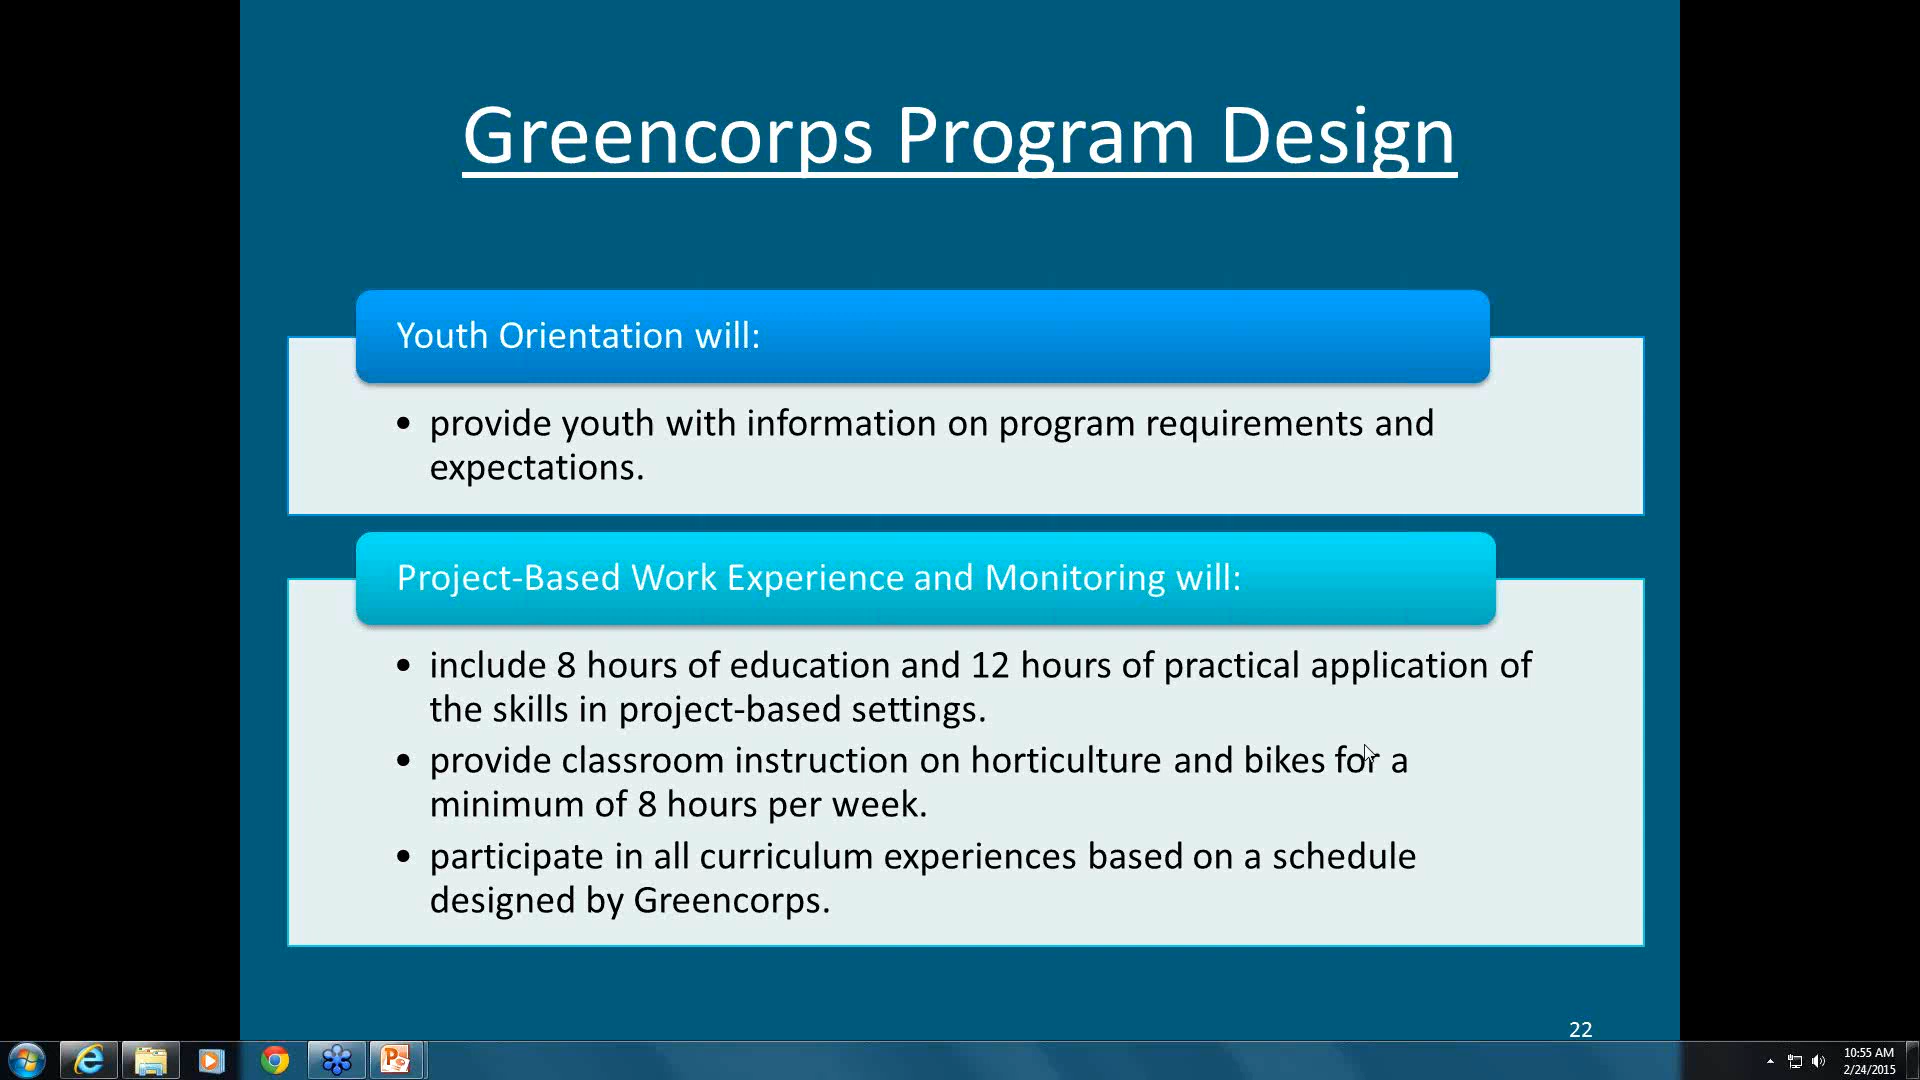 Greencorps Program Design
Youth Orientation will:
• provide youth with information on program requirements and
expectations.
Project-Based Work Experience and Monitoring will:
• include 8 hours of education and 12 hours of practical application of
the skills in project-based settings.
• provide classroom instruction on horticulture and bikes for a
minimum of 8 hours per week.
• participate in all curriculum experiences based on a schedule
designed by Greencorps.
22
10:55 AM
2/24/2015